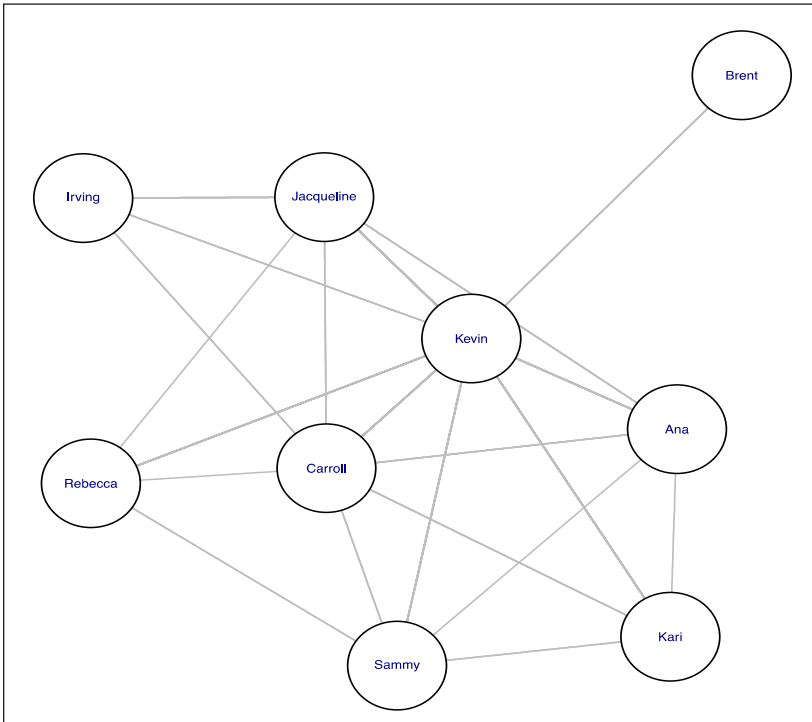 Brent
Irving
Jacqueline
Kevin
Ana
Carroll
Rebecca
Kari
Sammy